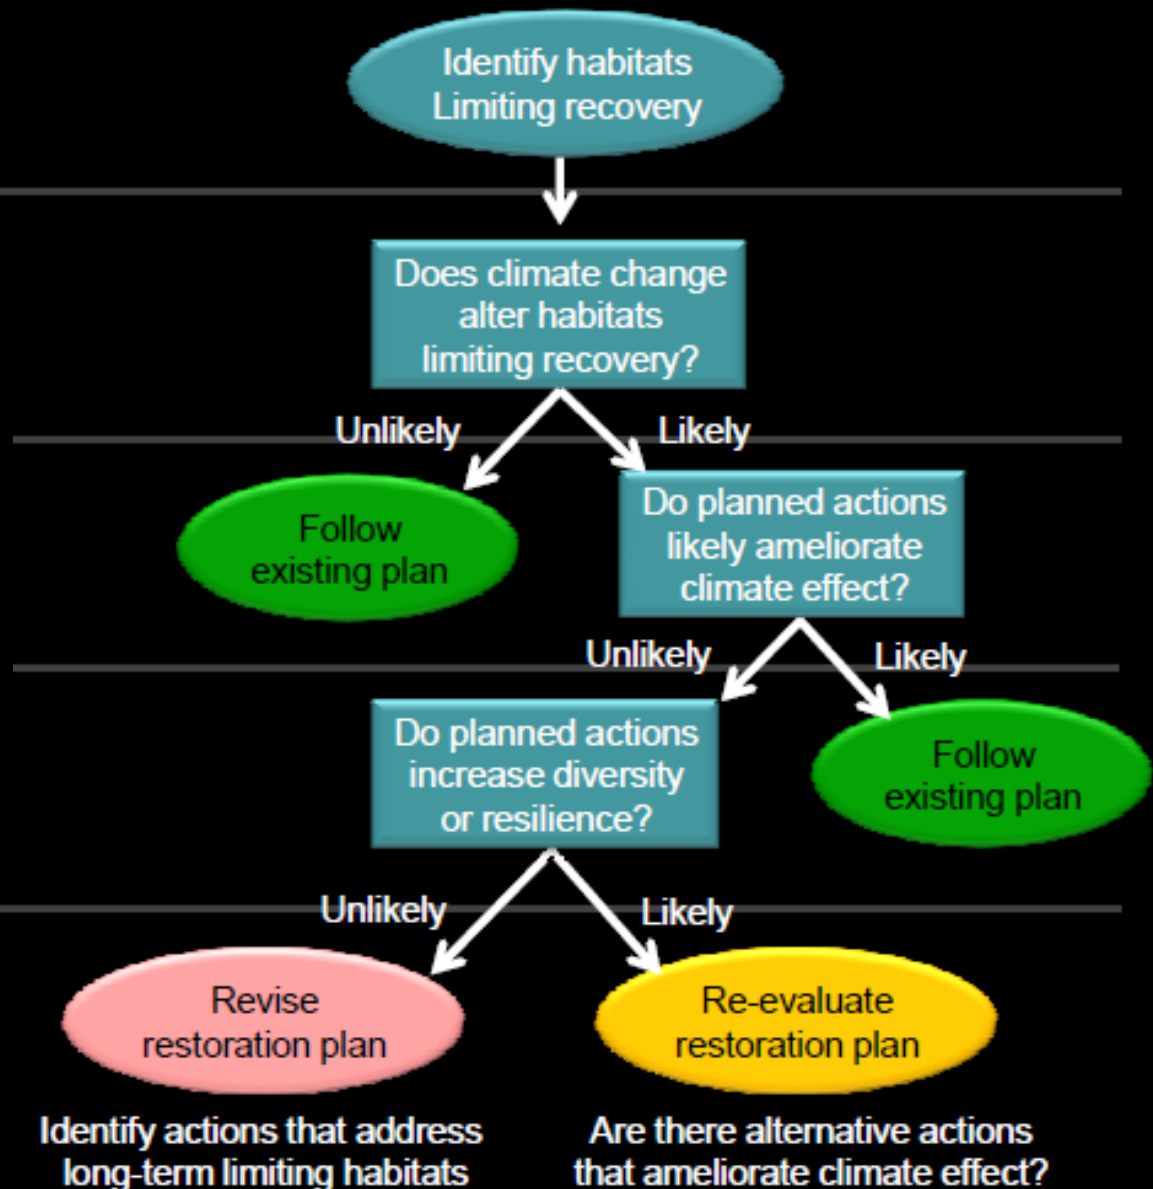 Identify habitats
Limiting recovery
Does climate change
alter habitats
limiting recovery?
Unlikely
Likely
Follow
existing plan
Do planned actions
likely ameliorate
climate effect?
Unlikely
Likely
Do planned actions
increase diversity
or resilience?
Follow
existing plan
Unlikely
Likely
Revise
restoration plan
Re-evaluate
restoration plan
Identify actions that address
long-term limiting habitats
Are there alternative actions
that ameliorate climate effect?